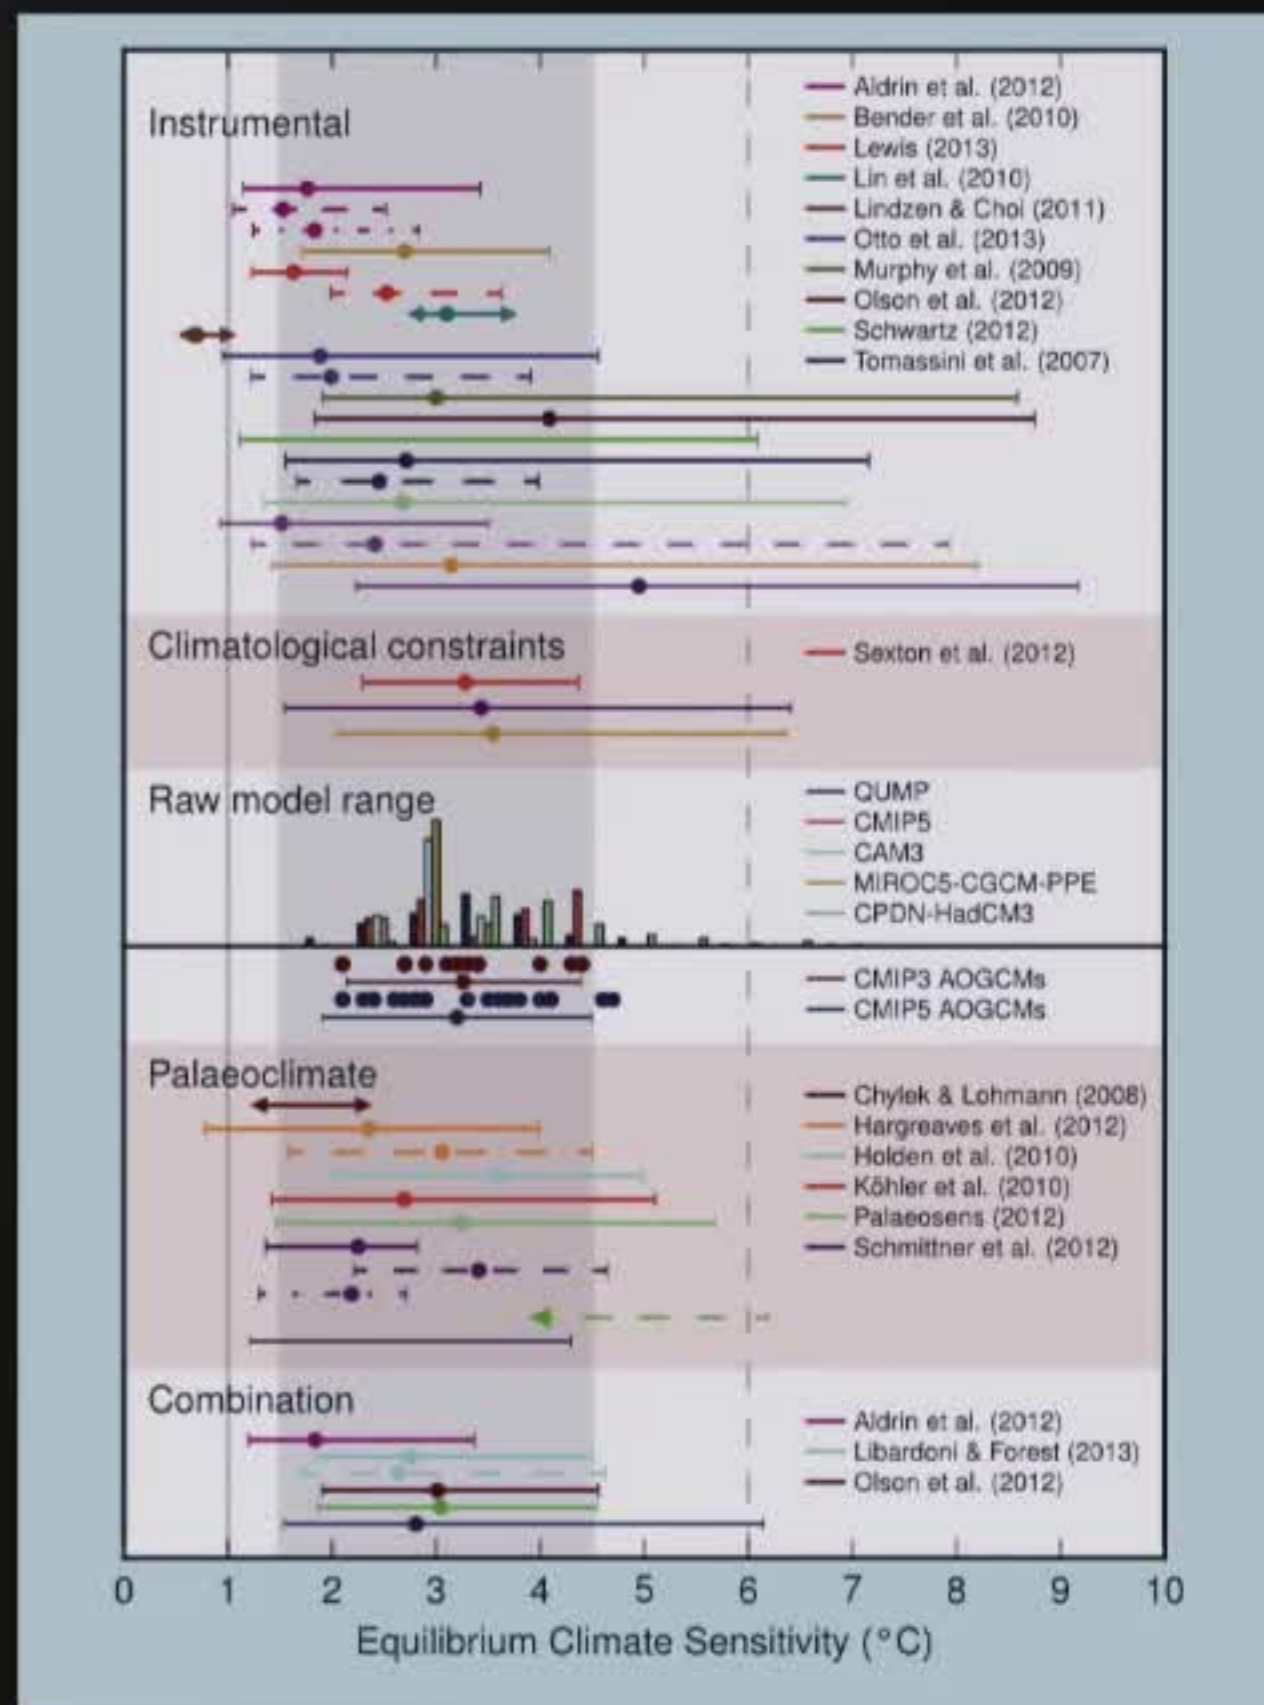 Instrumental
Aldrin et al. (2012)
Bender et al. (2010)
Lewis (2013)
Lin et al. (2010)
Lindzen & Choi (2011)
Otto et al. (2013)
Murphy et al. (2009)
Olson et al. (2012)
Schwartz (2012)
Tomassini et al. (2007)
Climatological constraints
Sexton et al. (2012)
Raw model range
QUMP
CMIP5
CAM3
MIROC5-CGCM-PPE
CPDN-HadCM3
CMIP3 AOGCMs
CMIP5 AOGCMs
Palaeoclimate
Chylek & Lohmann (2008)
Hargreaves et al. (2012)
Holden et al. (2010)
Köhler et al. (2010)
Palaeosens (2012)
Schmittner et al. (2012)
Combination
Aldrin et al. (2012)
Libardoni & Forest (2013)
Olson et al. (2012)
0 1 2 3 4 5 6 7 8 9 10
Equilibrium Climate Sensitivity (°C)